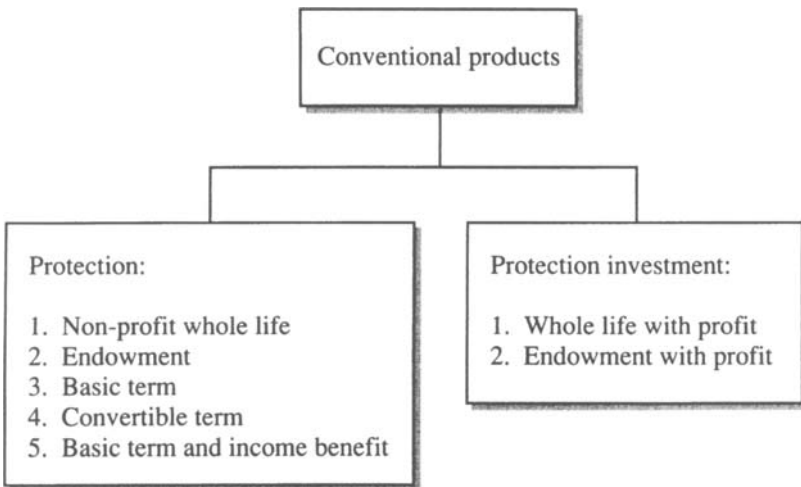 Conventional products
Protection:
1. Non-profit whole life
2. Endowment
3. Basic term
4. Convertible term
5. Basic term and income benefit
Protection investment:
1. Whole life with profit
2. Endowment with profit